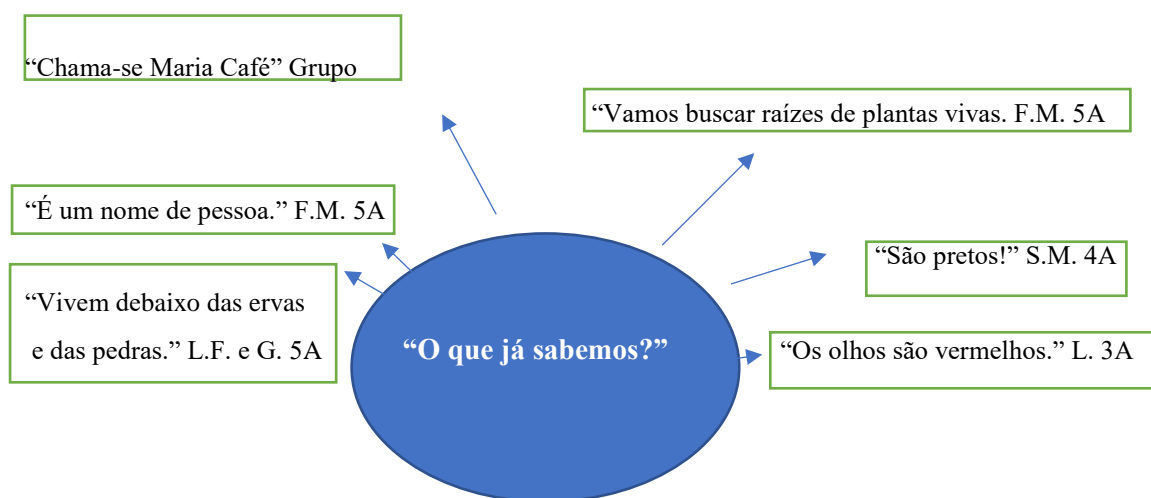 “Chama-se Maria Café” Grupo
“Vamos buscar raízes de plantas vivas. F.M. 5A
“É um nome de pessoa.” F.M. 5A
“São pretos!” S.M. 4A
“Vivem debaixo das ervas
e das pedras.” L.F. e G. 5A
“O que já sabemos?”
“Os olhos são vermelhos.” L. 3A